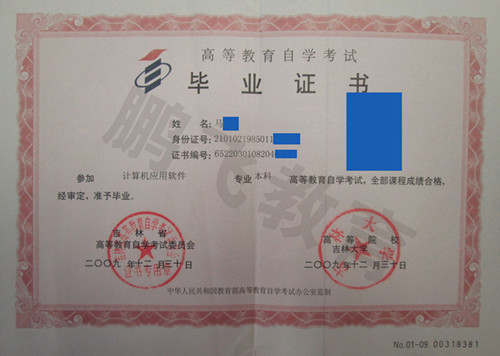 高等教育自学考试
毕业证书
姓 名:马
身份证号:2101021985011
证书编号:6522030108204
参加 计算机应用软件 专业 本科 高等教育自学考试,全部课程成绩合格,
经审定,准予毕业。
吉林省
高等教育自学考试委员会
二〇〇九年十二月三十日
高等院校
吉林大学
二〇〇九年十二月三十日
中华人民共和国教育部高等教育自学考试办公室监制
No.01-09 00318381
鹏飞教育